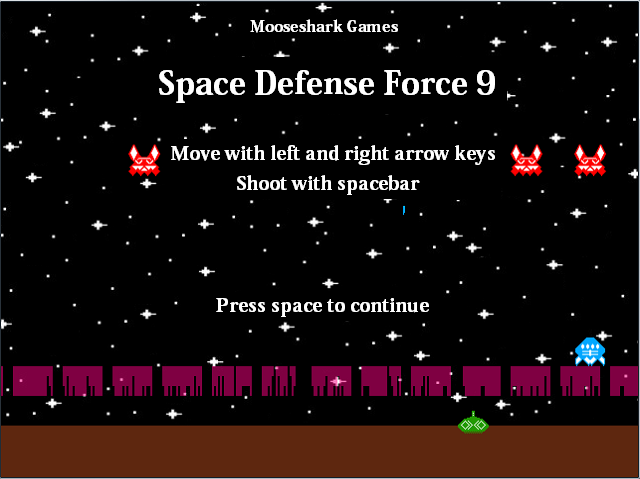 Mooseshark Games
Space Defense Force 9
Move with left and right arrow keys
Shoot with spacebar
Press space to continue